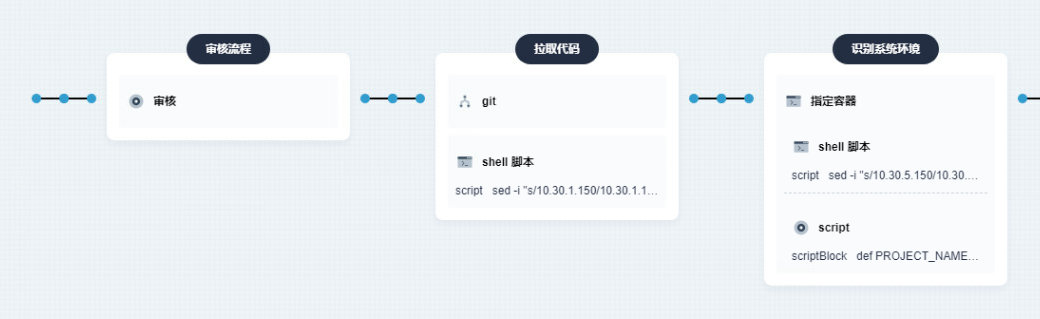 审核流程
审核
拉取代码
git
shell 脚本
script sed -i "s/10.30.1.150/10.30.1.1...
识别系统环境
指定容器
shell 脚本
script sed -i "s/10.30.5.150/10.30....
script
scriptBlock def PROJECT_NAME...